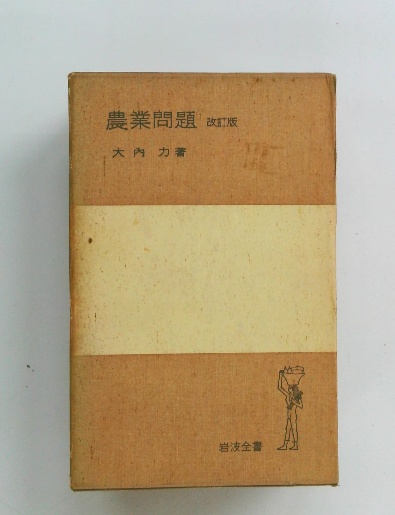 農業問題 改訂版
大内 力著
岩波全書